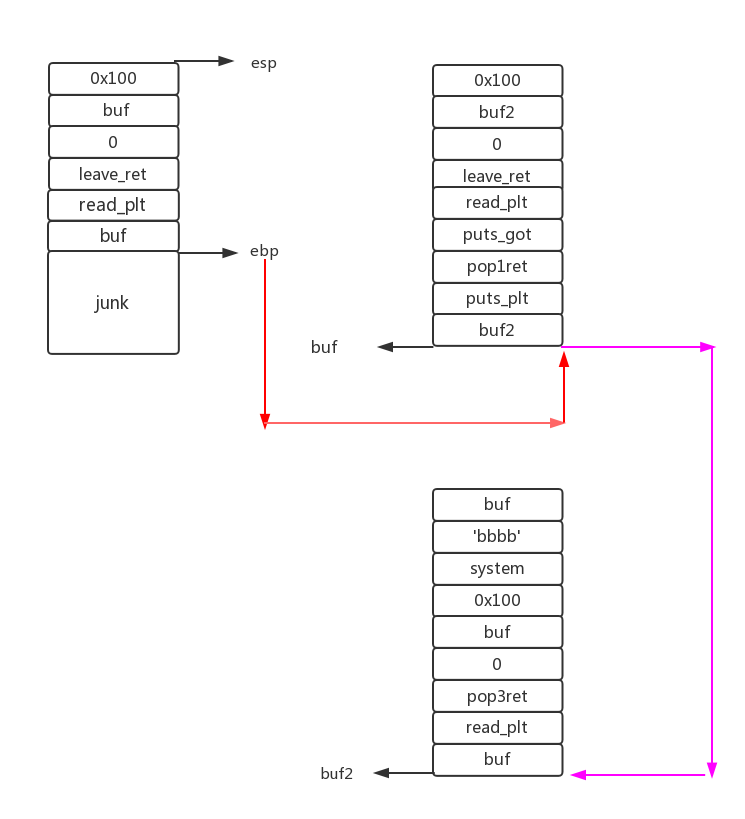 esp
0x100
buf
0
leave_ret
read_plt
buf
ebp
junk
0x100
buf2
0
leave_ret
read_plt
puts_got
pop1ret
puts_plt
buf2
buf
buf
'bbbb'
system
0x100
buf
0
pop3ret
read_plt
buf
buf2